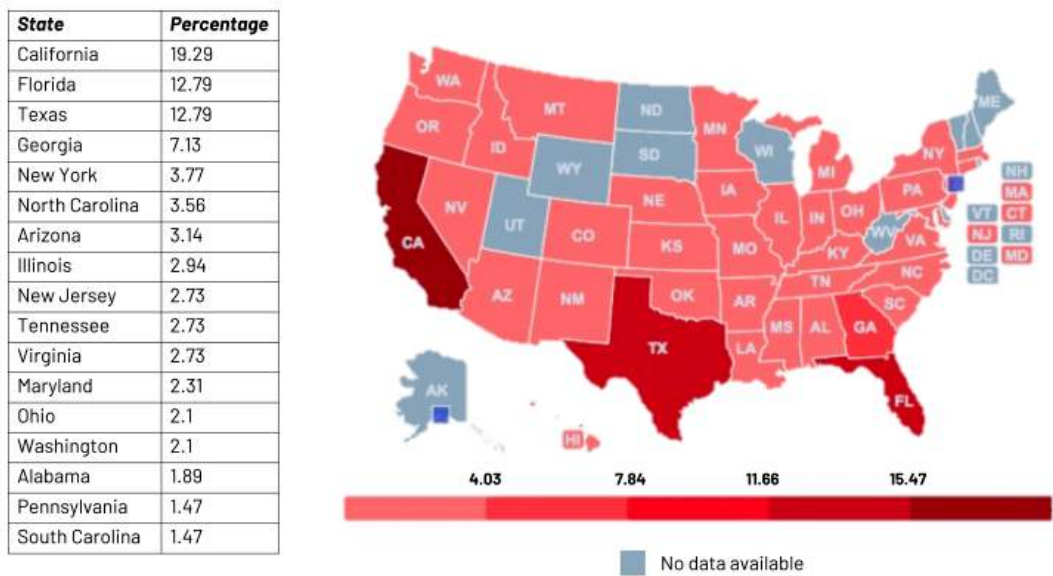 State Percentage
California 19.29
Florida 12.79
Texas 12.79
Georgia 7.13
New York 3.77
North Carolina 3.56
Arizona 3.14
Illinois 2.94
New Jersey 2.73
Tennessee 2.73
Virginia 2.73
Maryland 2.31
Ohio 2.1
Washington 2.1
Alabama 1.89
Pennsylvania 1.47
South Carolina 1.47
WA
MT
ND
MN
ME
OR
ID
SD
WI
NY
WY
MI
NH
IA
PA
MA
NE
NV
UT
IL
IN
OH
VT CT
CO
WV
NJ RI
CA
KS
MO
VA
KY
DE MD
NC
DC
TN
AZ
NM
OK
AR
SC
MS
AL
GA
TX
LA
AK
FL
HI
4.03 7.84 11.66 15.47
No data available